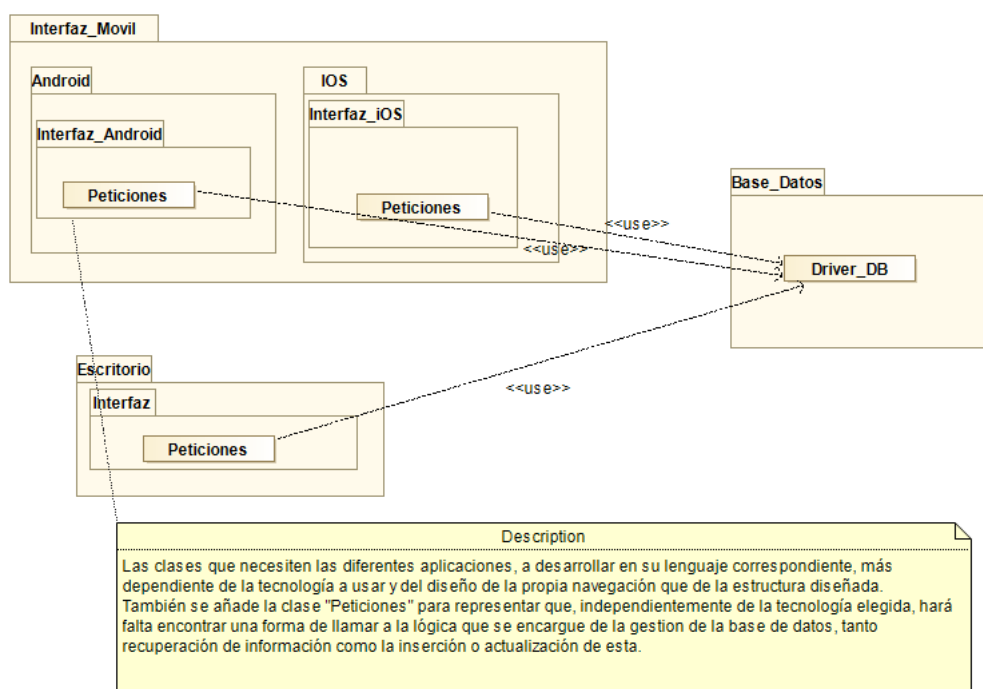 Interfaz_Movil
Android
IOS
Interfaz_iOS
Interfaz_Android
Peticiones
Peticiones
Base_Datos
<<use>>
<<use>>
Driver_DB
Escritorio
<<use>>
Interfaz
Peticiones
Description
Las clases que necesiten las diferentes aplicaciones, a desarrollar en su lenguaje correspondiente, más
dependiente de la tecnología a usar y del diseño de la propia navegación que de la estructura diseñada.
También se añade la clase "Peticiones" para representar que, independientemente de la tecnología elegida, hará
falta encontrar una forma de llamar a la lógica que se encargue de la gestion de la base de datos, tanto
recuperación de información como la inserción o actualización de esta.